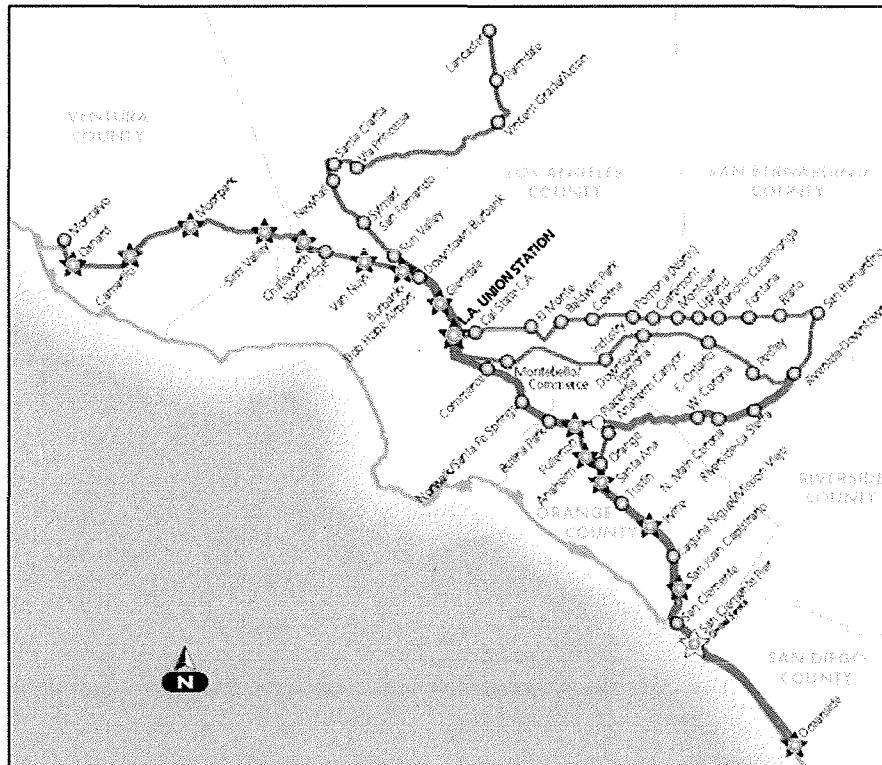 Lancaster
Palmdale
Vincent Grade/Acton
VENTURA
COUNTY
Santa Clarita
Via Princessa
Newhall
LOS ANGELES
COUNTY
SAN BERNARDINO
COUNTY
Sylmar/
San Fernando
Sun Valley
Downtown Burbank
Glendale
Montalvo
Oxnard
Camarillo
Moorpark
Simi Valley
Chatsworth
Northridge
Van Nuys
Burbank-
Bob Hope Airport
L.A. UNION STATION
Cal State L.A.
El Monte
Baldwin Park
Covina
Pomona (North)
Claremont
Montclair
Upland
Rancho Cucamonga
Fontana
Rialto
San Bernardino
Montebello/
Commerce
Industry
Downtown
Pomona
E. Ontario
Pedley
Riverside-Downtown
Commerce
Norwalk/Santa Fe Springs
Buena Park
Fullerton
Placentia
Anaheim Canyon
W. Corona
N. Main Corona
Riverside-La Sierra
Anaheim
Orange
Santa Ana
Tustin
Irvine
ORANGE
COUNTY
RIVERSIDE
COUNTY
Laguna Niguel/Mission Viejo
San Juan Capistrano
San Clemente
San Clemente Pier
SAN DIEGO
COUNTY
Oceanside
N